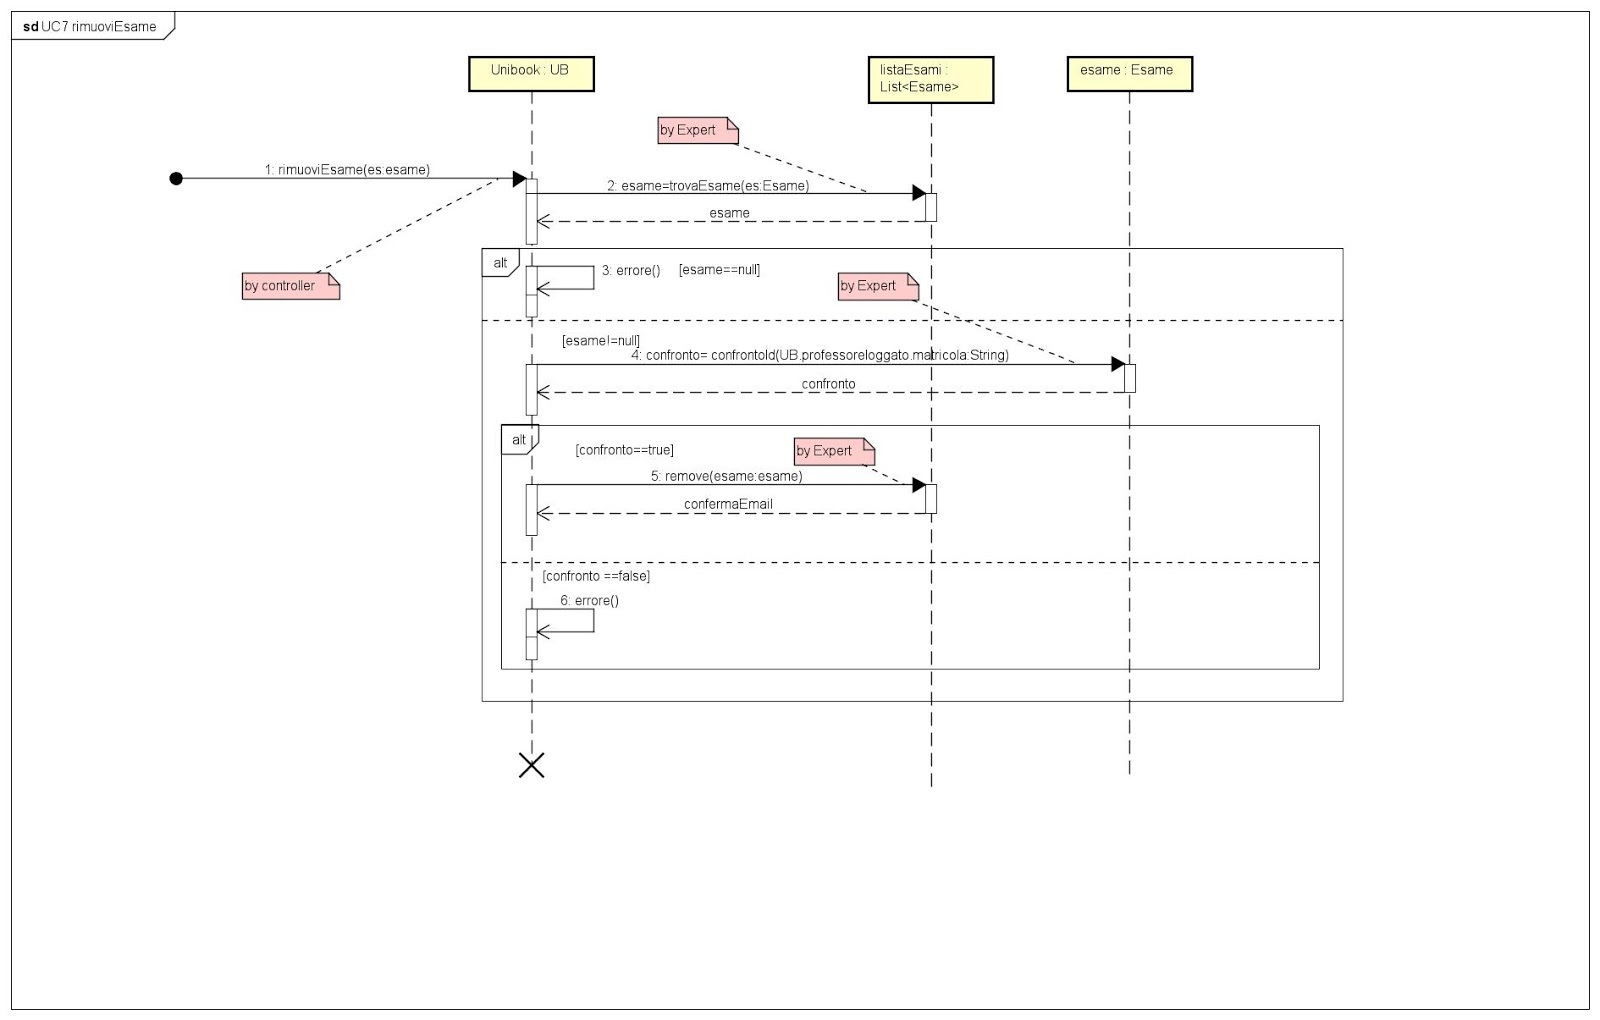 sd UC7 rimuoviEsame
Unibook : UB
listaEsami :
List<Esame>
esame : Esame
by Expert
1: rimuoviEsame(es:esame)
2: esame=trovaEsame(es:Esame)
esame
alt
3: errore()
[esame==null]
by controller
by Expert
[esame!=null]
4: confronto= confrontoId(UB.professoreloggato.matricola:String)
confronto
alt
[confronto==true]
by Expert
5: remove(esame:esame)
confermaEmail
[confronto ==false]
6: errore()